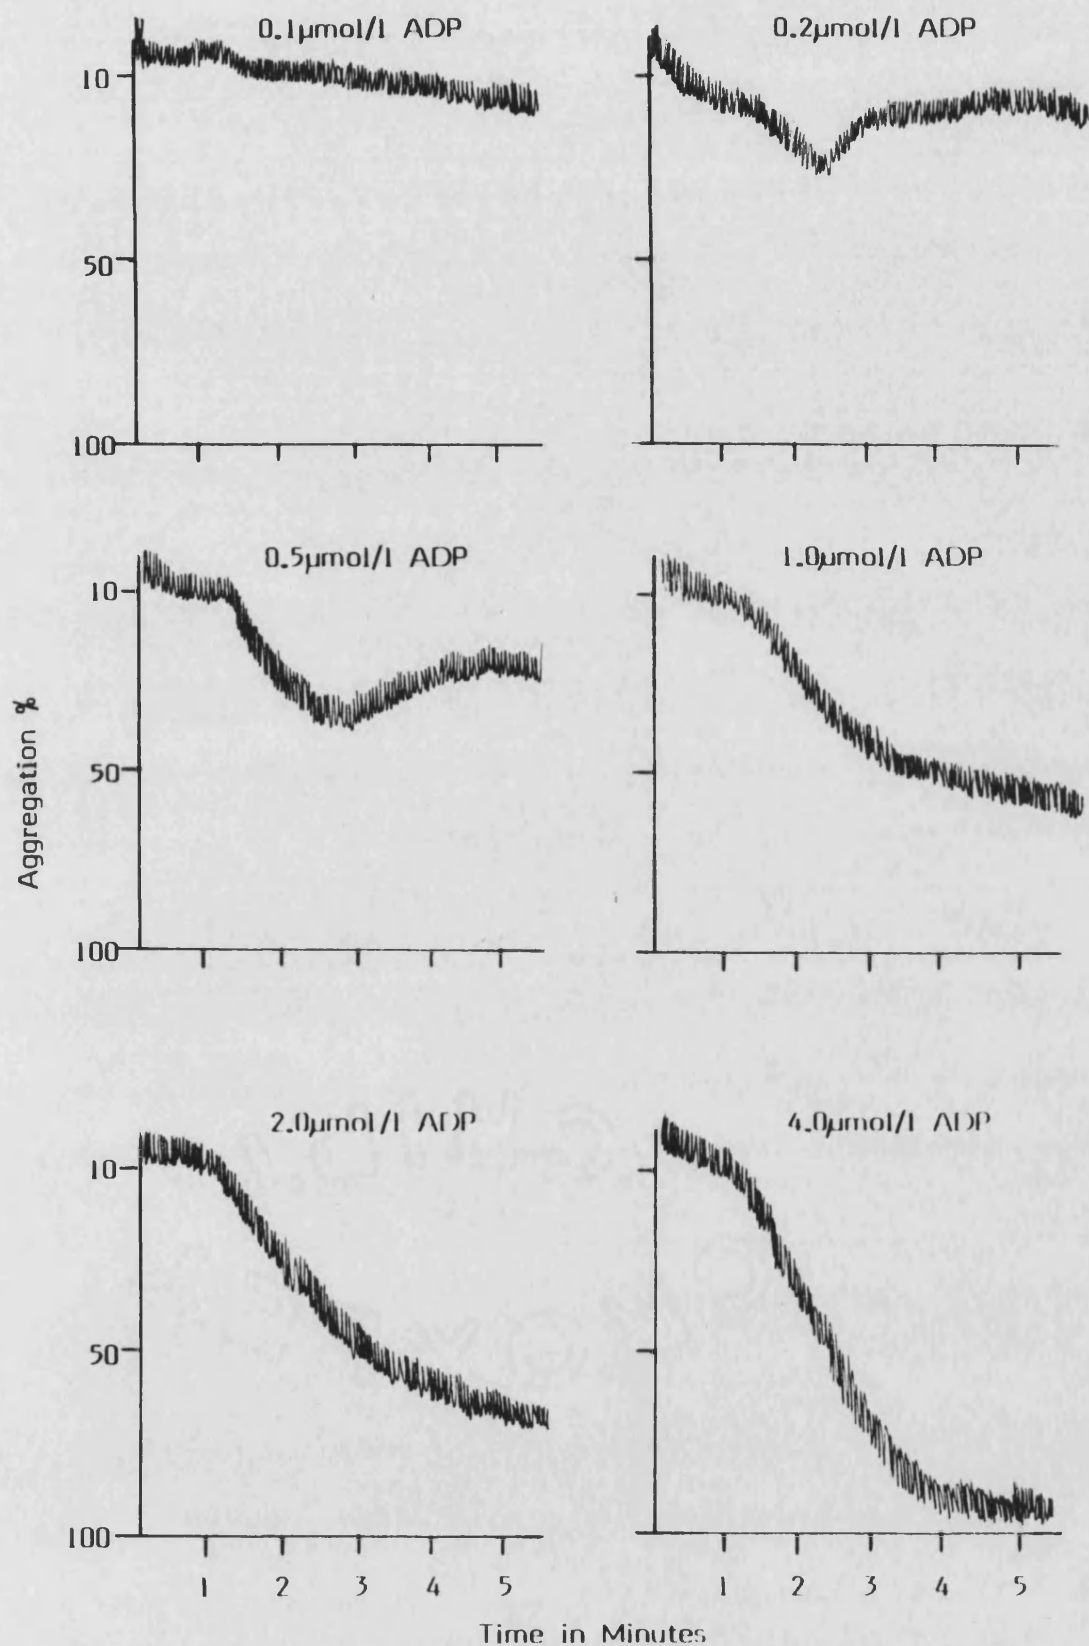 0.1µmol/l ADP
0.2µmol/l ADP
10
50
100
0.5µmol/l ADP
1.0µmol/l ADP
10
50
100
Aggregation %
2.0µmol/l ADP
4.0µmol/l ADP
10
50
100
1 2 3 4 5
1 2 3 4 5
Time in Minutes